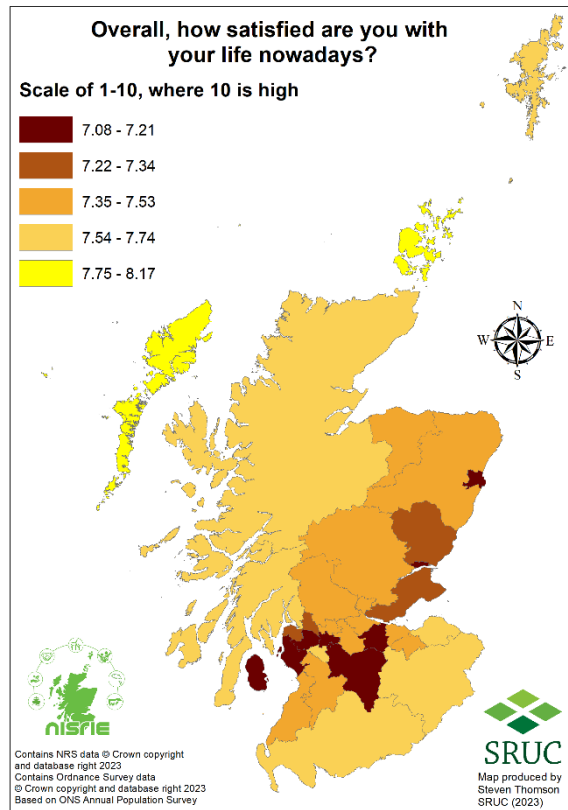 Overall, how satisfied are you with
your life nowadays?
Scale of 1-10, where 10 is high
7.08 - 7.21
7.22 - 7.34
7.35 - 7.53
7.54 - 7.74
7.75 - 8.17
N
W
E
S
NISRIE
Contains NRS data © Crown copyright
and database right 2023
Contains Ordnance Survey data
© Crown copyright and database right 2023
Based on ONS Annual Population Survey
SRUC
Map produced by
Steven Thomson
SRUC (2023)